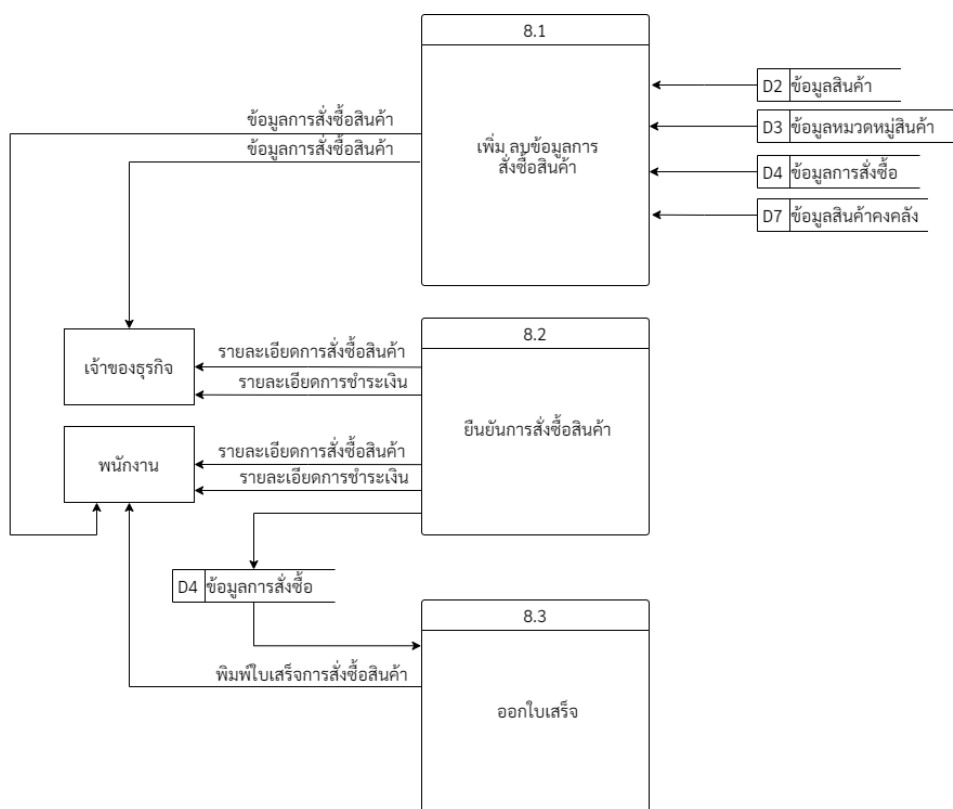 8.1
D2 ข้อมูลสินค้า
ข้อมูลการสั่งซื้อสินค้า
D3 ข้อมูลหมวดหมู่สินค้า
เพิ่ม ลบข้อมูลการ
สั่งซื้อสินค้า
ข้อมูลการสั่งซื้อสินค้า
D4 ข้อมูลการสั่งซื้อ
D7 ข้อมูลสินค้าคงคลัง
8.2
รายละเอียดการสั่งซื้อสินค้า
เจ้าของธุรกิจ
รายละเอียดการชำระเงิน
ยืนยันการสั่งซื้อสินค้า
รายละเอียดการสั่งซื้อสินค้า
พนักงาน
รายละเอียดการชำระเงิน
D4 ข้อมูลการสั่งซื้อ
8.3
พิมพ์ใบเสร็จการสั่งซื้อสินค้า
ออกใบเสร็จ